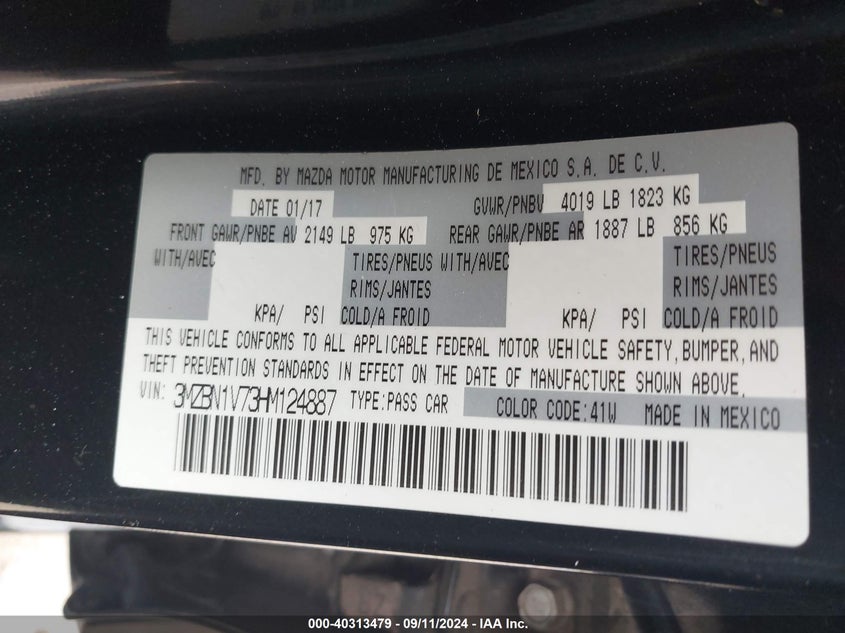 MFD. BY MAZDA MOTOR MANUFACTURING DE MEXICO S.A. DE C.V.
DATE 01/17 GVWR/PNBV 4019 LB 1823 KG
FRONT GAWR/PNBE AV 2149 LB 975 KG REAR GAWR/PNBE AR 1887 LB 856 KG
WITH/AVEC TIRES/PNEUS WITH/AVEC TIRES/PNEUS
RIMS/JANTES RIMS/JANTES
KPA/ PSI COLD/A FROID KPA/ PSI COLD/A FROID
THIS VEHICLE CONFORMS TO ALL APPLICABLE FEDERAL MOTOR VEHICLE SAFETY, BUMPER, AND
THEFT PREVENTION STANDARDS IN EFFECT ON THE DATE OF MANUFACTURE SHOWN ABOVE.
VIN: 3MZBN1V73HM124887 TYPE:PASS CAR COLOR CODE:41W MADE IN MEXICO
000-40313479 - 09/11/2024 - IAA Inc.